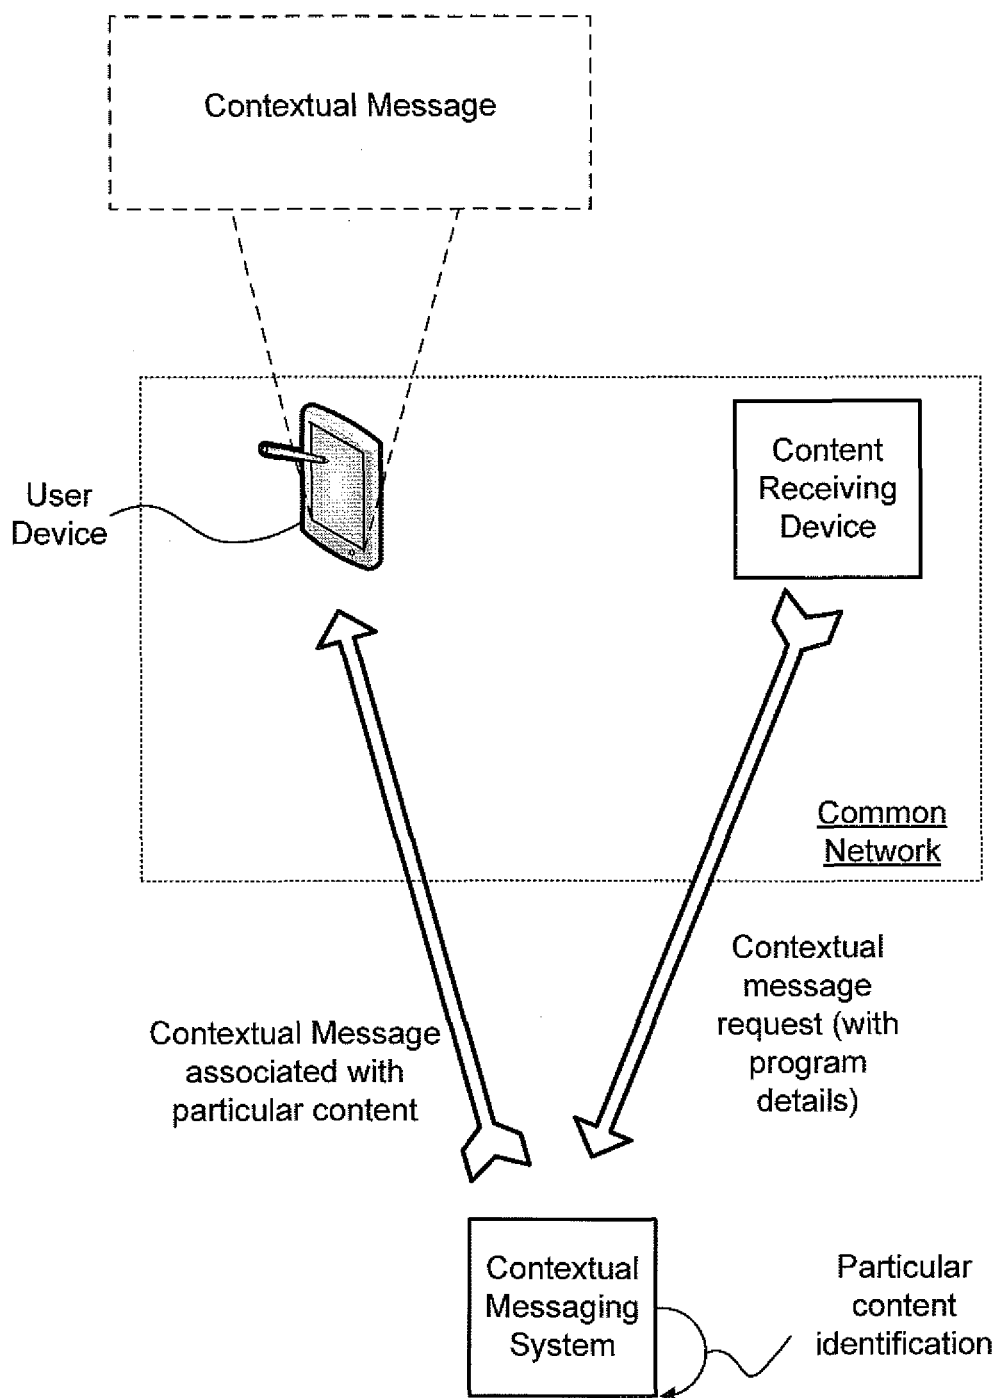 Contextual Message
User
Device
Content
Receiving
Device
Common
Network
Contextual
message
request (with
program
details)
Contextual Message
associated with
particular content
Contextual
Messaging
System
Particular
content
identification